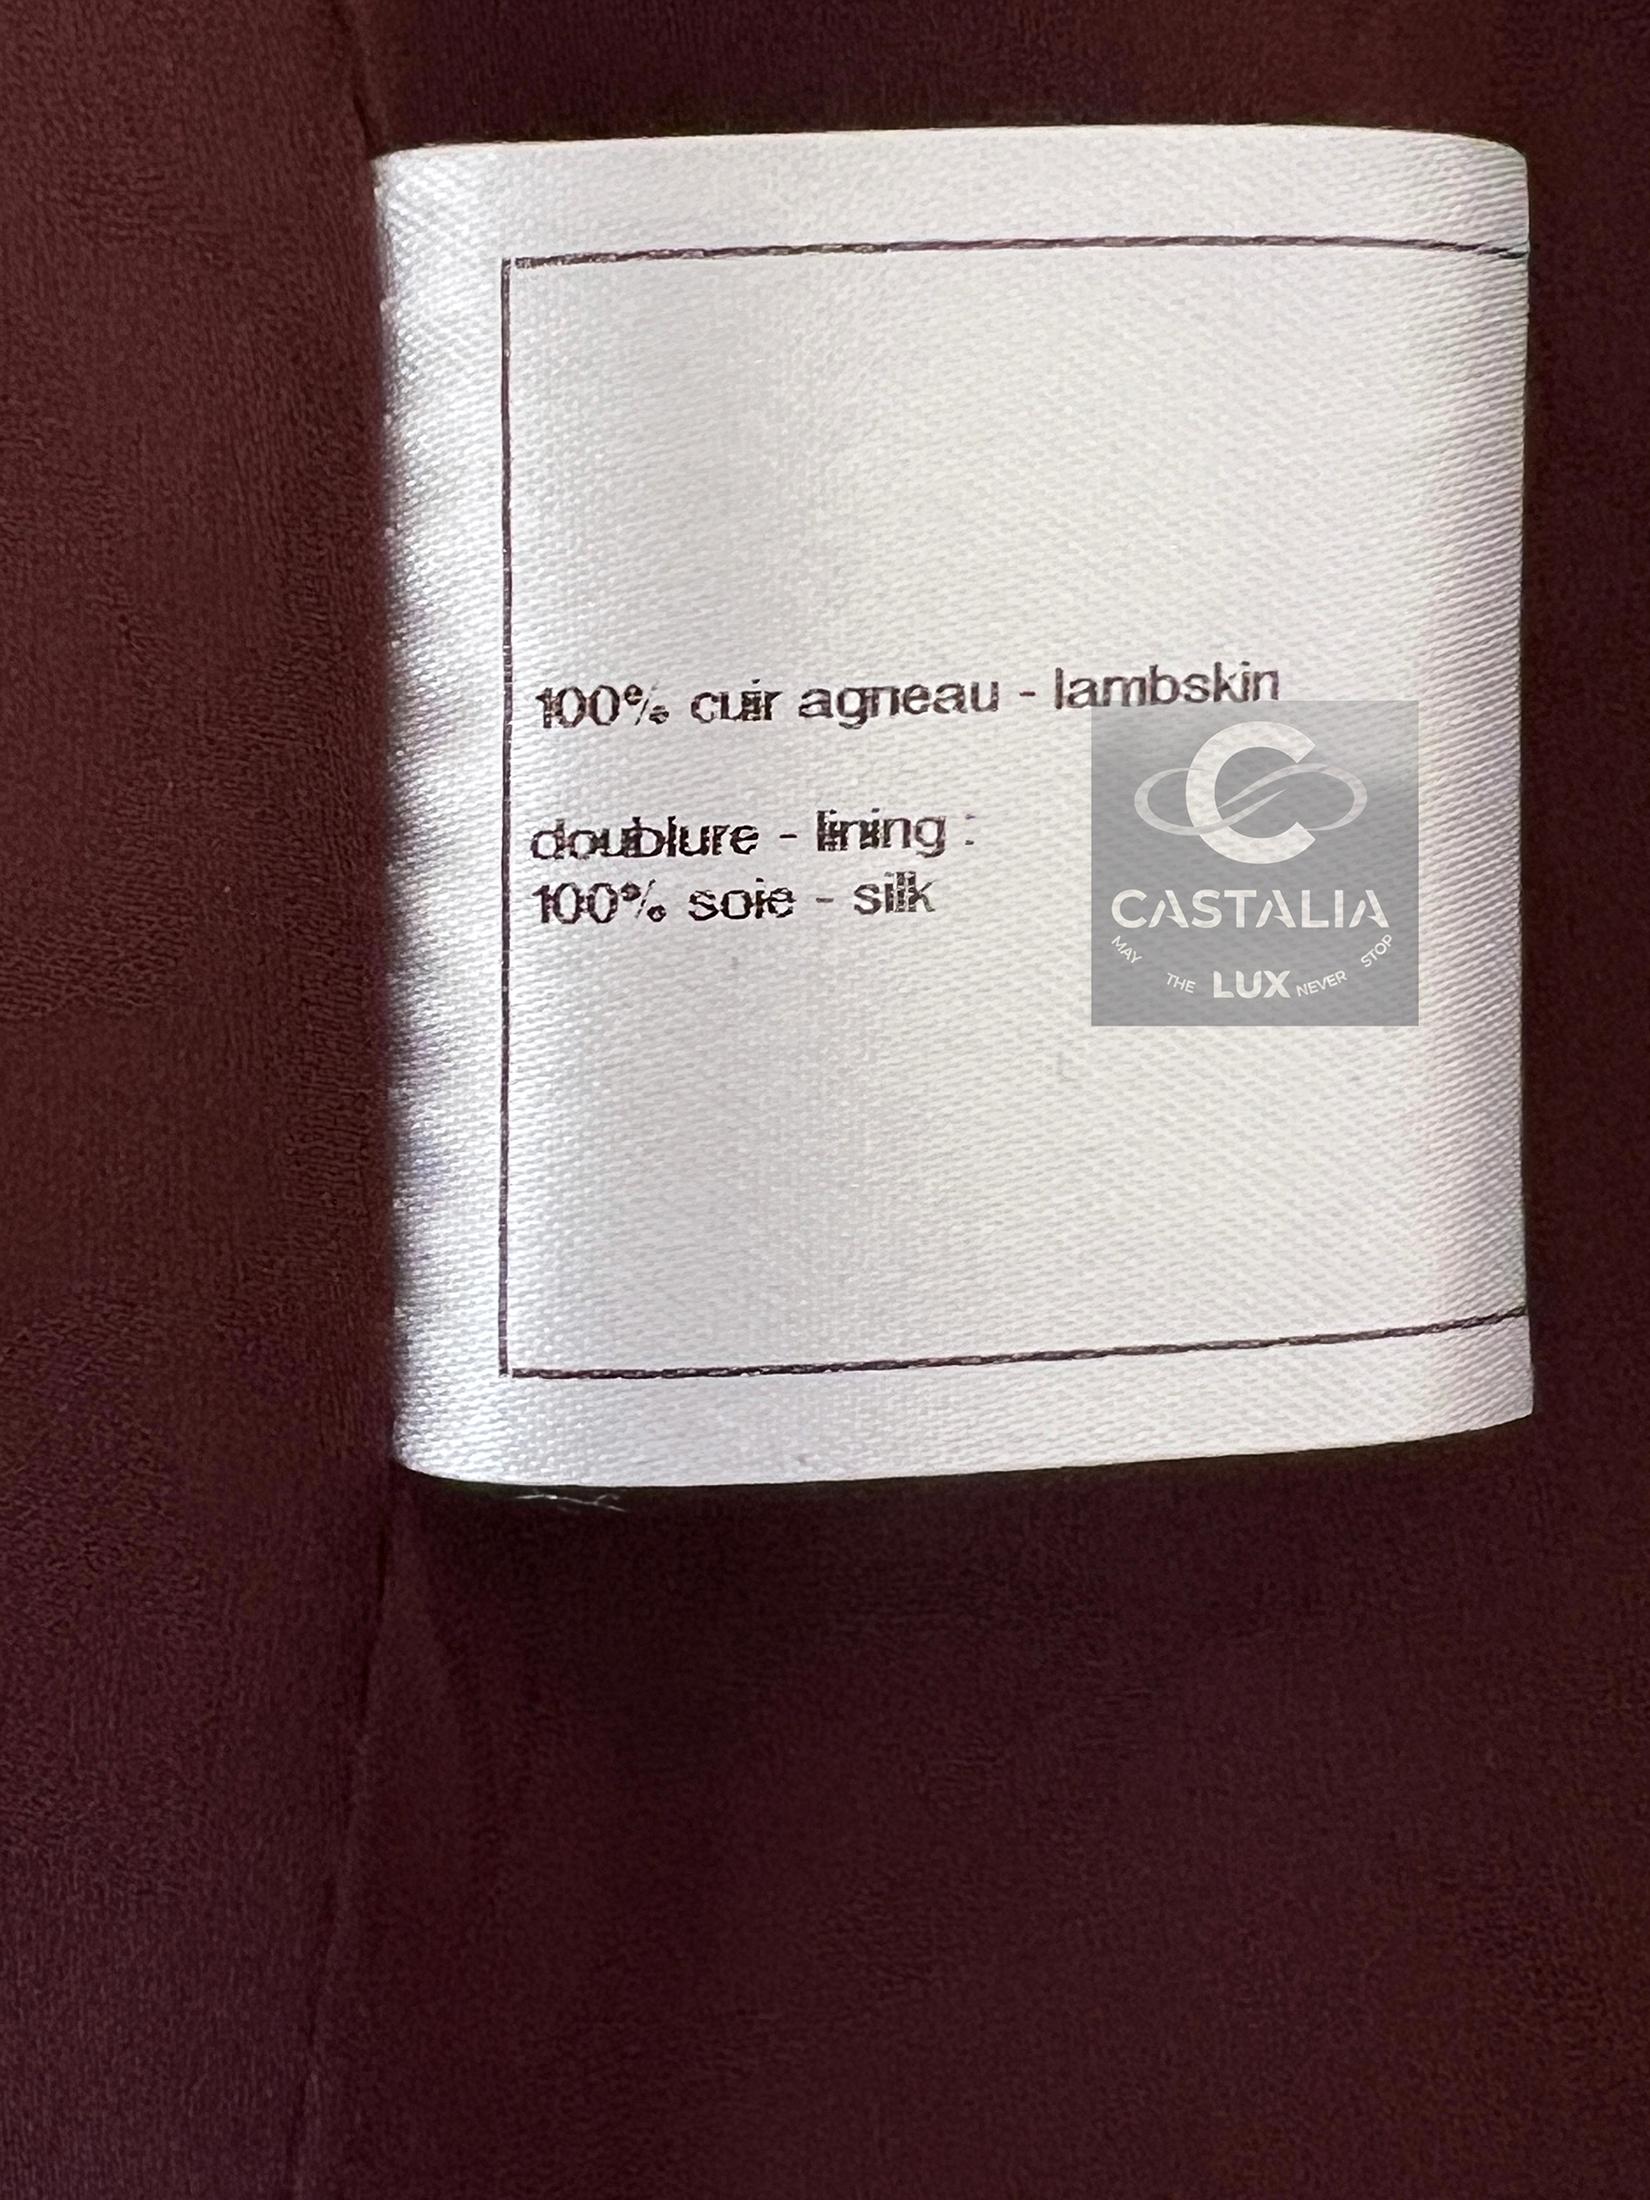 100% cuir agneau - lambskin
doublure - lining :
100% soie - silk
CASTALIA
MAY THE LUX NEVER STOP